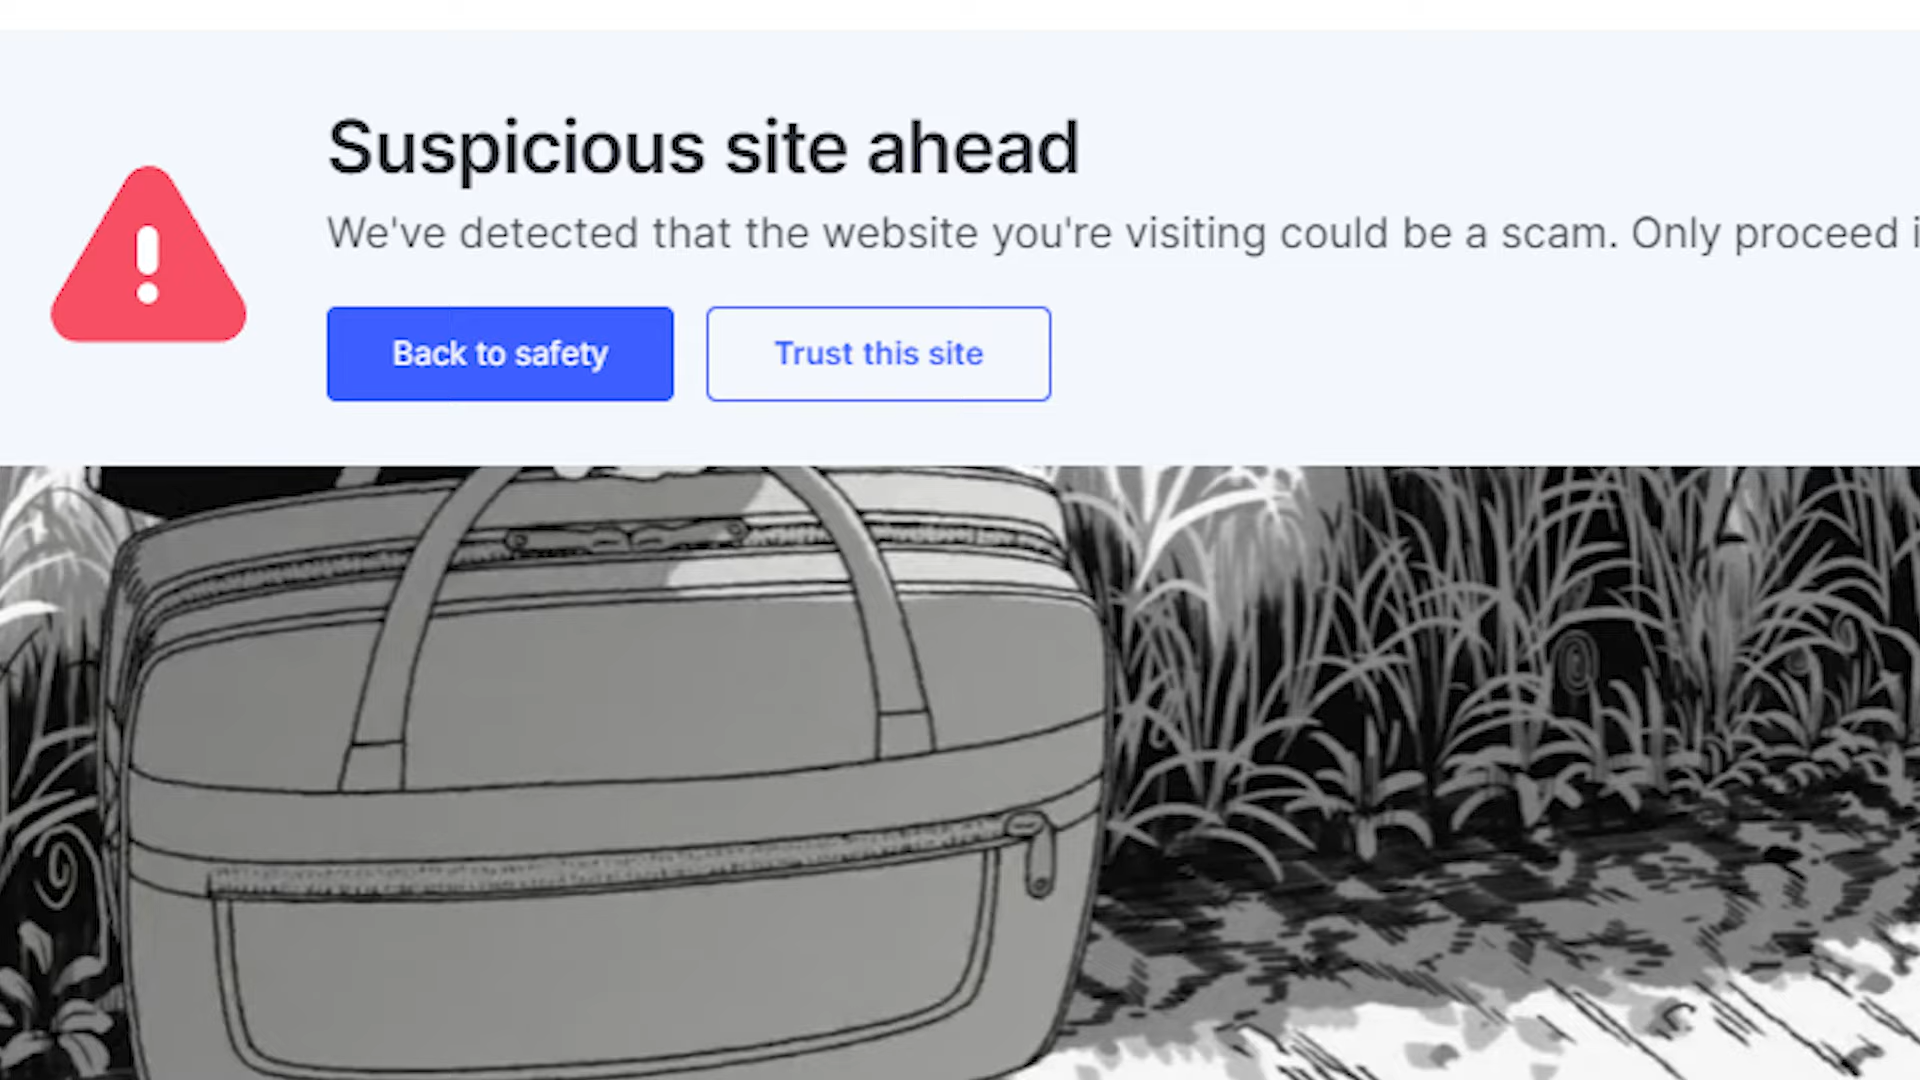 Suspicious site ahead
We've detected that the website you're visiting could be a scam. Only proceed
Back to safety
Trust this site